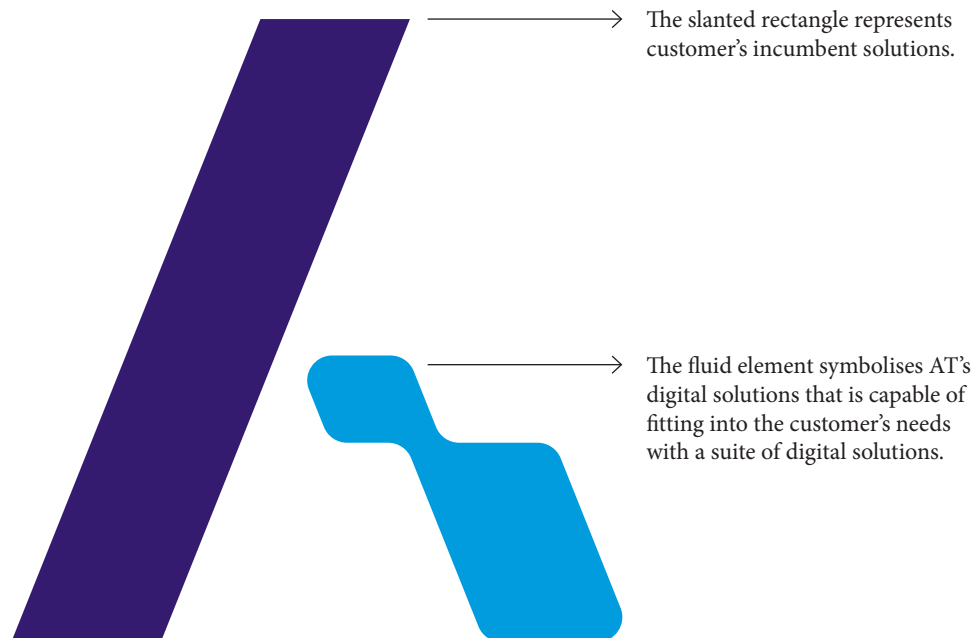 The slanted rectangle represents
customer’s incumbent solutions.
The fluid element symbolises AT’s
digital solutions that is capable of
fitting into the customer’s needs
with a suite of digital solutions.